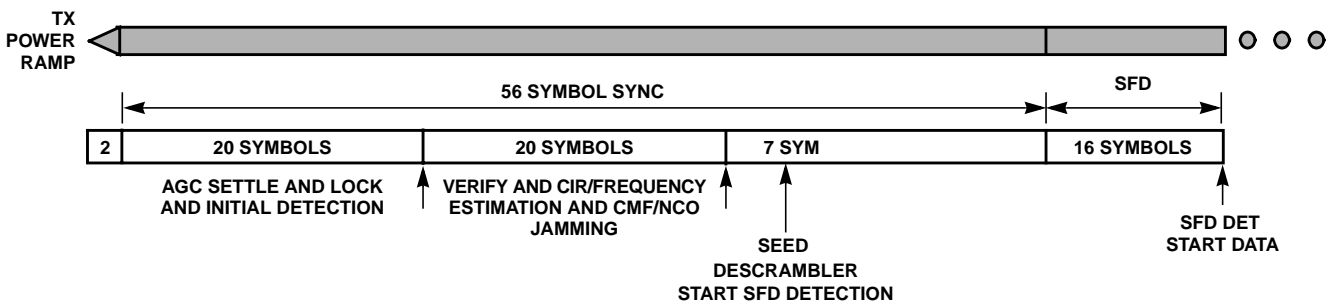 TX
POWER
RAMP
56 SYMBOL SYNC
SFD
2
20 SYMBOLS
20 SYMBOLS
7 SYM
16 SYMBOLS
AGC SETTLE AND LOCK
AND INITIAL DETECTION
VERIFY AND CIR/FREQUENCY
ESTIMATION AND CMF/NCO
JAMMING
SEED
DESCRAMBLER
START SFD DETECTION
SFD DET
START DATA